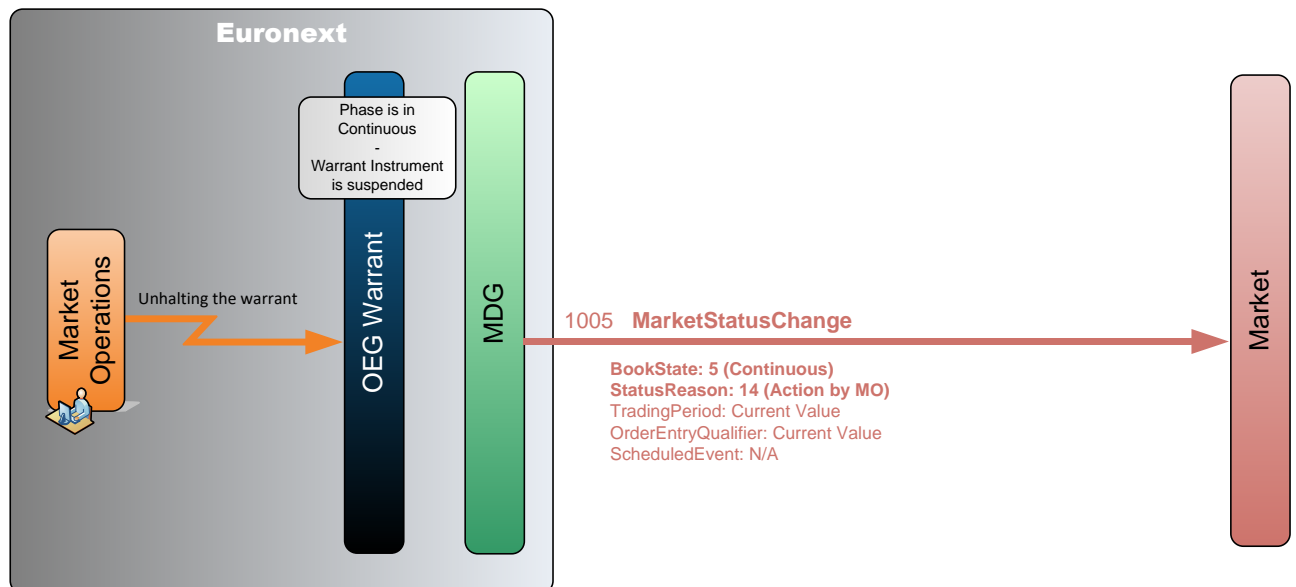 Euronext
Phase is in
Continuous
-
Warrant Instrument
is suspended
Market
Operations
Unhalting the warrant
OEG Warrant
MDG
1005 MarketStatusChange
BookState: 5 (Continuous)
StatusReason: 14 (Action by MO)
TradingPeriod: Current Value
OrderEntryQualifier: Current Value
ScheduledEvent: N/A
Market